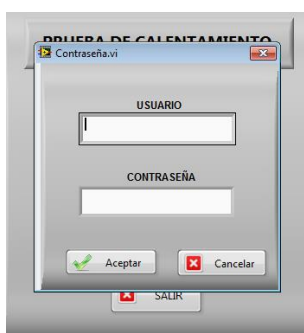 PRUEBA DE CALENTAMIENTO
Contraseña.vi
USUARIO
CONTRASEÑA
Aceptar
Cancelar
SALIR